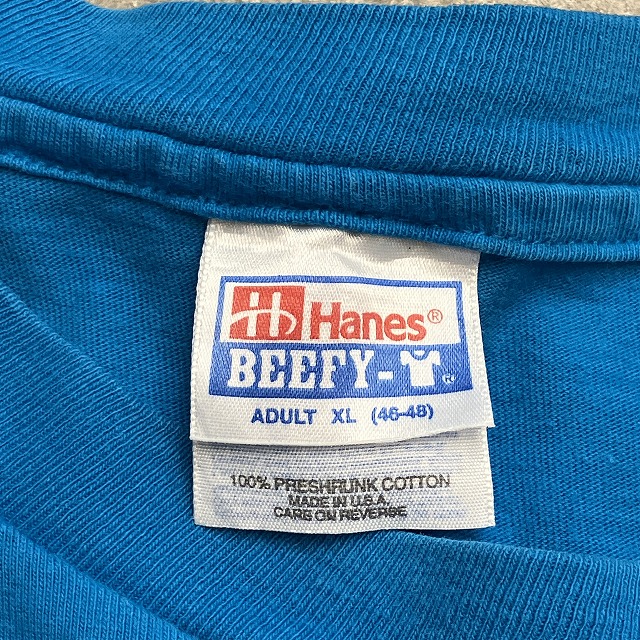 Hanes®
BEEFY-
ADULT XL (46-48)
100% PRESHRUNK COTTON
MADE IN U.S.A.
CARE ON REVERSE